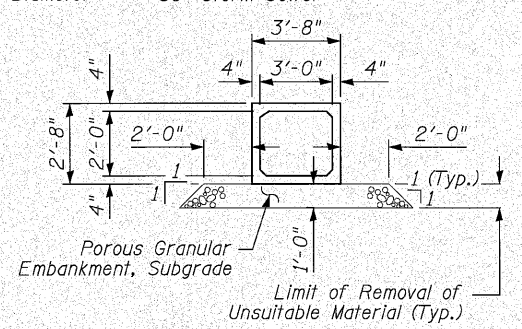 3'-8"
4" 3'-0" 4"
4"
2'-8"
2'-0"
4"
2'-0" 2'-0"
1 1 (Typ.)
1 1
1'-0"
Porous Granular
Embankment, Subgrade
Limit of Removal of
Unsuitable Material (Typ.)